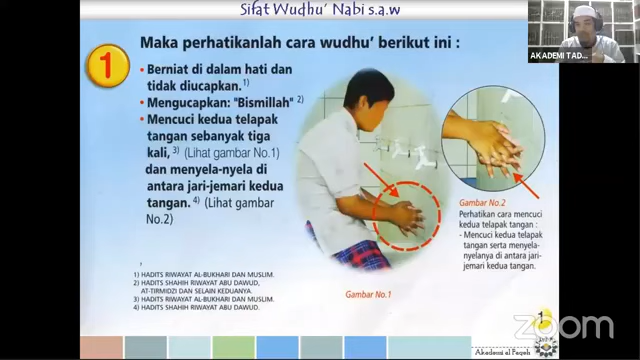 Sifat Wudhu' Nabi s.a.w
1
Maka perhatikanlah cara wudhu' berikut ini :
• Berniat di dalam hati dan
tidak diucapkan. 1)
• Mengucapkan: "Bismillah" 2)
• Mencuci kedua telapak
tangan sebanyak tiga
kali, 3) (Lihat gambar No.1)
dan menyela-nyela di
antara jari-jemari kedua
tangan. 4) (Lihat gambar
No.2)
1) HADITS RIWAYAT AL-BUKHARI DAN MUSLIM.
2) HADITS SHAHIH RIWAYAT ABU DAWUD,
AT-TIRMIDZI DAN SELAIN KEDUANYA.
3) HADITS RIWAYAT AL-BUKHARI DAN MUSLIM.
4) HADITS SHAHIH RIWAYAT ABU DAWUD.
Gambar No.1
Gambar No.2
Perhatikan cara mencuci
kedua telapak tangan :
- Mencuci kedua telapak
tangan serta menyela-
nyelanya di antara jari-
jemari kedua tangan.
AKADEMI TAD...
1
zoom
Akademi al Faqeh